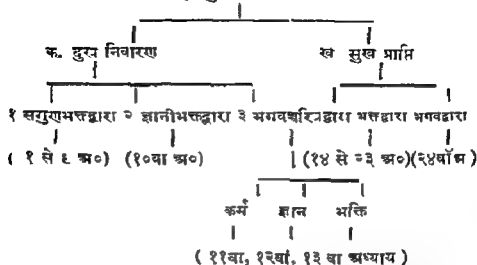 क. दुख निवारण ख सुख प्राप्ति
१ सगुणभक्तद्वारा २ ज्ञानीभक्तद्वारा ३ भगवच्चरित्रद्वारा भक्तद्वारा भगवद्वारा
( १ से ६ अ०) (१०वा अ०) (१४ से २३ अ०)(२४वाँ अ)
कर्म ज्ञान भक्ति
( ११वा, १२वां, १३ वा अध्याय )